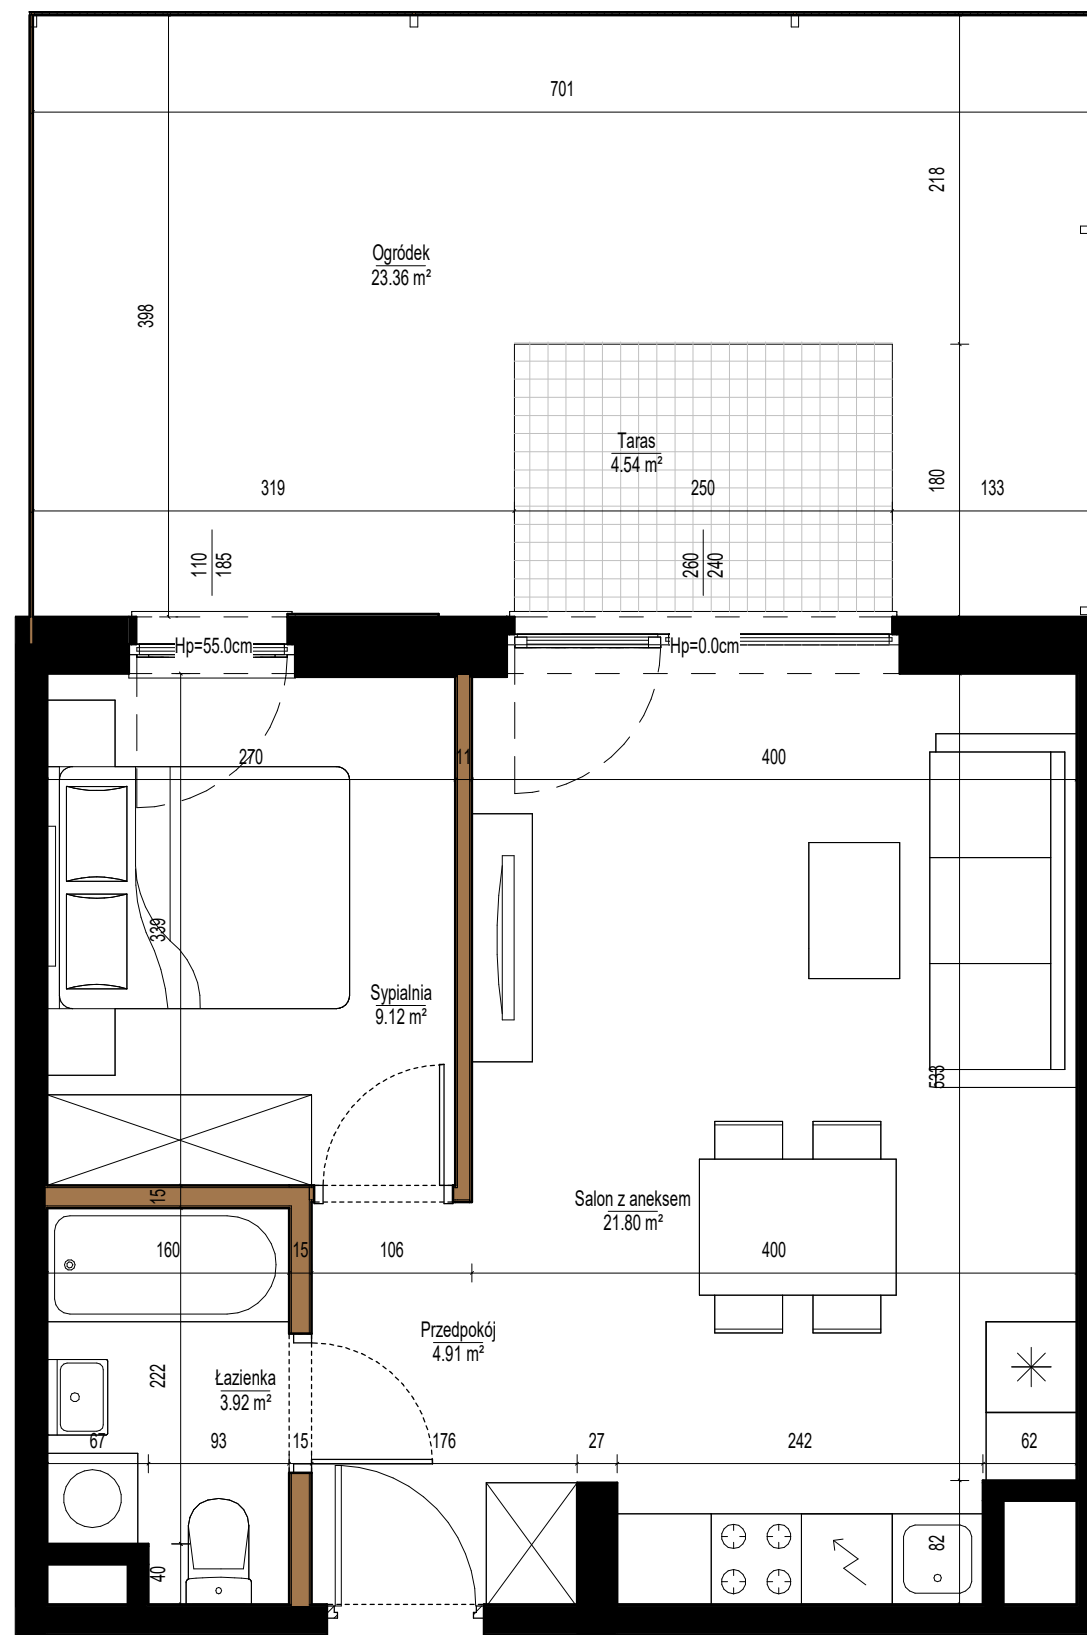 701
218
Ogródek
23.36 m²
398
Taras
4.54 m²
180
319
250
133
110
185
260
240
Hp=55.0cm
Hp=0.0cm
270
11
400
339
Sypialnia
9.12 m²
533
15
Salon z aneksem
21.80 m²
160
15
106
400
Przedpokój
4.91 m²
222
Łazienka
3.92 m²
67
93
15
176
27
242
62
40
82